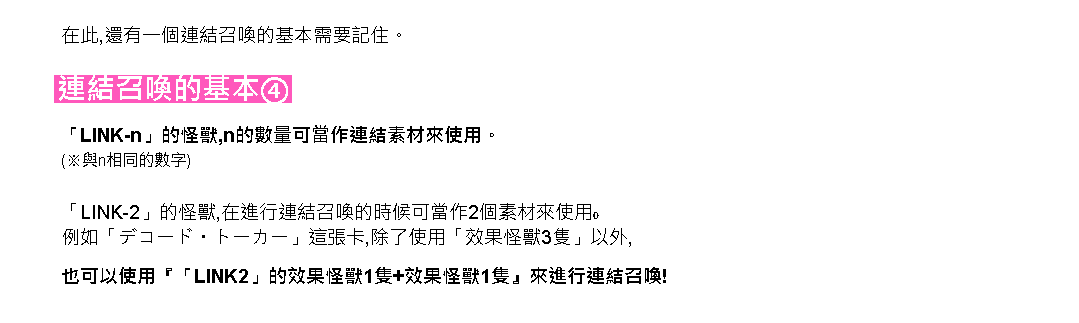 在此,還有一個連結召喚的基本需要記住。
連結召喚的基本④
「LINK-n」的怪獸,n的數量可當作連結素材來使用。
(※與n相同的數字)
「LINK-2」的怪獸,在進行連結召喚的時候可當作2個素材來使用。
例如「デコード・トーカー」這張卡,除了使用「效果怪獸3隻」以外,
也可以使用『「LINK2」的效果怪獸1隻+效果怪獸1隻』來進行連結召喚!